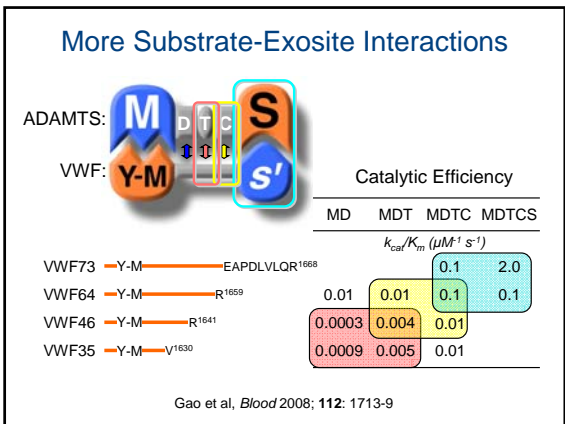 More Substrate-Exosite Interactions
ADAMTS: M D T C S
VWF: Y-M S'
Catalytic Efficiency
MD MDT MDTC MDTCS
kcat/Km (µM-1 s-1)
VWF73 Y-M EAPDLVLQR1668 0.1 2.0
VWF64 Y-M R1659 0.01 0.01 0.1 0.1
VWF46 Y-M R1641 0.0003 0.004 0.01
VWF35 Y-M V1630 0.0009 0.005 0.01
Gao et al, Blood 2008; 112: 1713-9